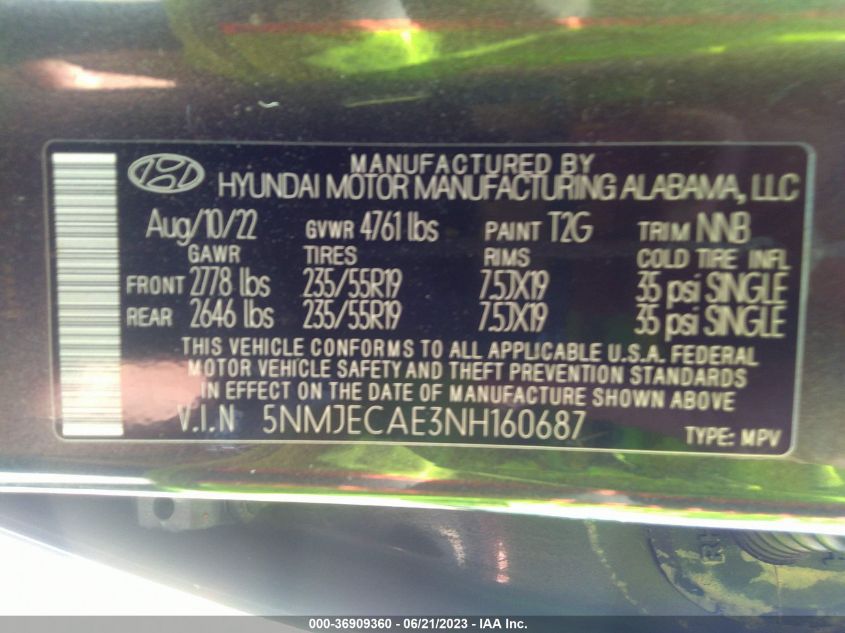 MANUFACTURED BY
HYUNDAI MOTOR MANUFACTURING ALABAMA, LLC
Aug/10/22 GVWR 4761 lbs PAINT T2G TRIM NNB
GAWR TIRES RIMS COLD TIRE INFL
FRONT 2778 lbs 235/55R19 7.5JX19 35 psi SINGLE
REAR 2646 lbs 235/55R19 7.5JX19 35 psi SINGLE
THIS VEHICLE CONFORMS TO ALL APPLICABLE U.S.A. FEDERAL
MOTOR VEHICLE SAFETY AND THEFT PREVENTION STANDARDS
IN EFFECT ON THE DATE OF MANUFACTURE SHOWN ABOVE.
V.I.N 5NMJECAE3NH160687 TYPE: MPV
000-36909360 - 06/21/2023 - IAA Inc.